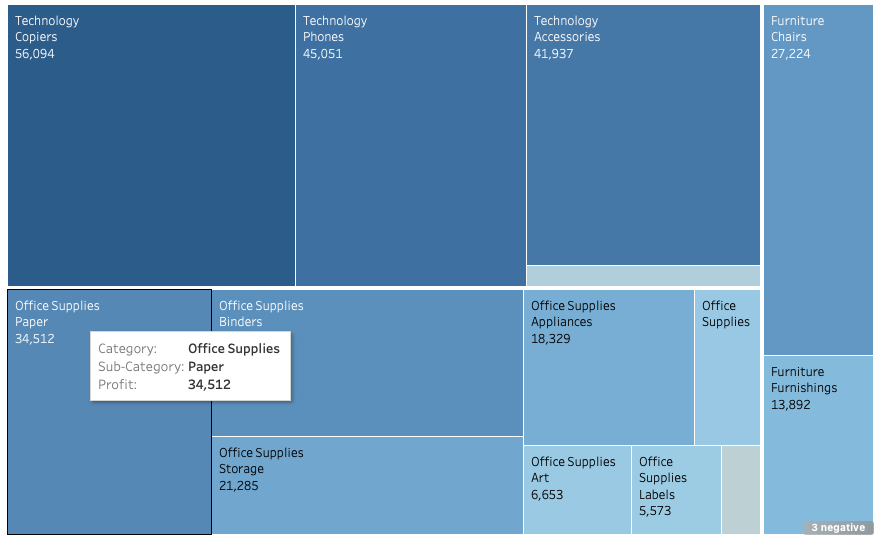 Technology
Copiers
56,094
Technology
Phones
45,051
Technology
Accessories
41,937
Furniture
Chairs
27,224
Office Supplies
Paper
34,512
Office Supplies
Binders
Category: Office Supplies
Sub-Category: Paper
Profit: 34,512
Office Supplies
Storage
21,285
Office Supplies
Appliances
18,329
Office
Supplies
Office Supplies
Art
6,653
Office
Supplies
Labels
5,573
Furniture
Furnishings
13,892
3 negative